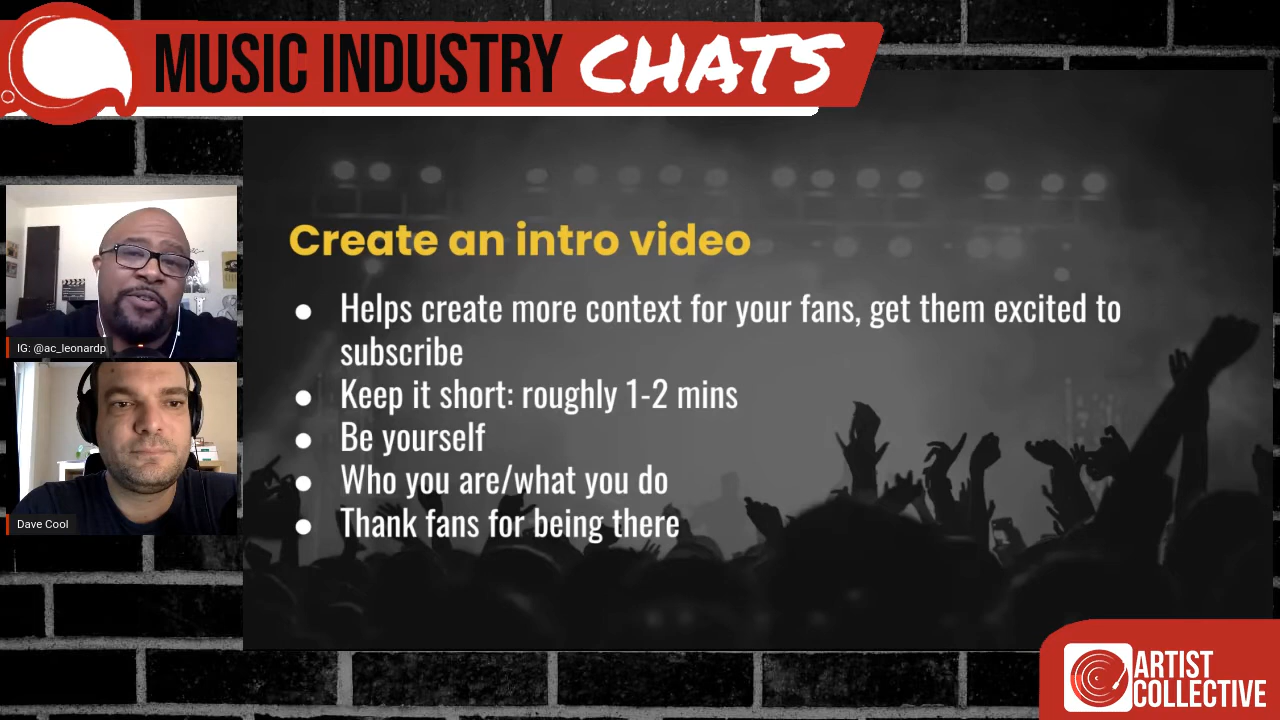 MUSIC INDUSTRY CHATS
Create an intro video
● Helps create more context for your fans, get them excited to
subscribe
● Keep it short: roughly 1-2 mins
● Be yourself
● Who you are/what you do
● Thank fans for being there
IG: @ac_leonardp
Dave Cool
ARTIST
COLLECTIVE